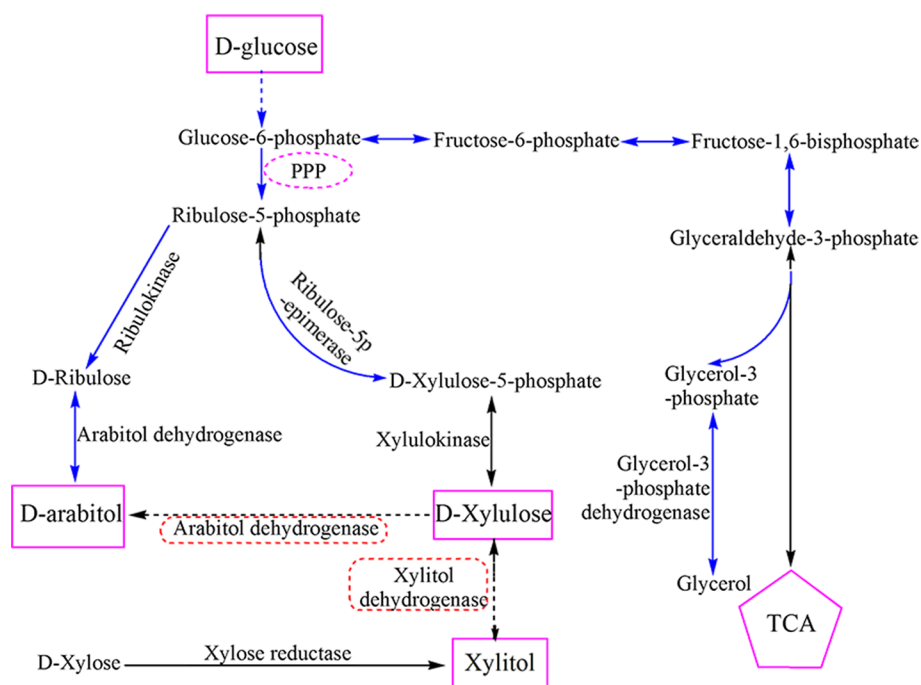 D-glucose
Glucose-6-phosphate
Fructose-6-phosphate
Fructose-1,6-bisphosphate
PPP
Ribulose-5-phosphate
Glyceraldehyde-3-phosphate
Ribulokinase
Ribulose-5p
-epimerase
D-Ribulose
D-Xylulose-5-phosphate
Glycerol-3
-phosphate
Arabitol dehydrogenase
Xylulokinase
Glycerol-3
-phosphate
dehydrogenase
D-arabitol
Arabitol dehydrogenase
D-Xylulose
Xylitol
dehydrogenase
Glycerol
TCA
D-Xylose
Xylose reductase
Xylitol